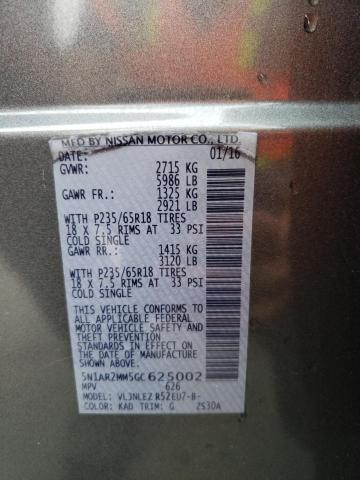 MFD BY NISSAN MOTOR CO., LTD.
DATE: 01/16
GVWR: 2715 KG
5986 LB
GAWR FR.: 1325 KG
2921 LB
WITH P235/65R18 TIRES
18 X 7.5 RIMS AT 33 PSI
COLD SINGLE
GAWR RR.: 1415 KG
3120 LB
WITH P235/65R18 TIRES
18 X 7.5 RIMS AT 33 PSI
COLD SINGLE
THIS VEHICLE CONFORMS TO
ALL APPLICABLE FEDERAL
MOTOR VEHICLE SAFETY
AND THEFT PREVENTION
STANDARDS IN EFFECT ON
THE DATE OF MANUFACTURE
SHOWN ABOVE.
5N1AR2MM5GC625002
MPV 626
MODEL: VLJNLEZ R52EU7-B-
COLOR: KAD TRIM: G 2S30A